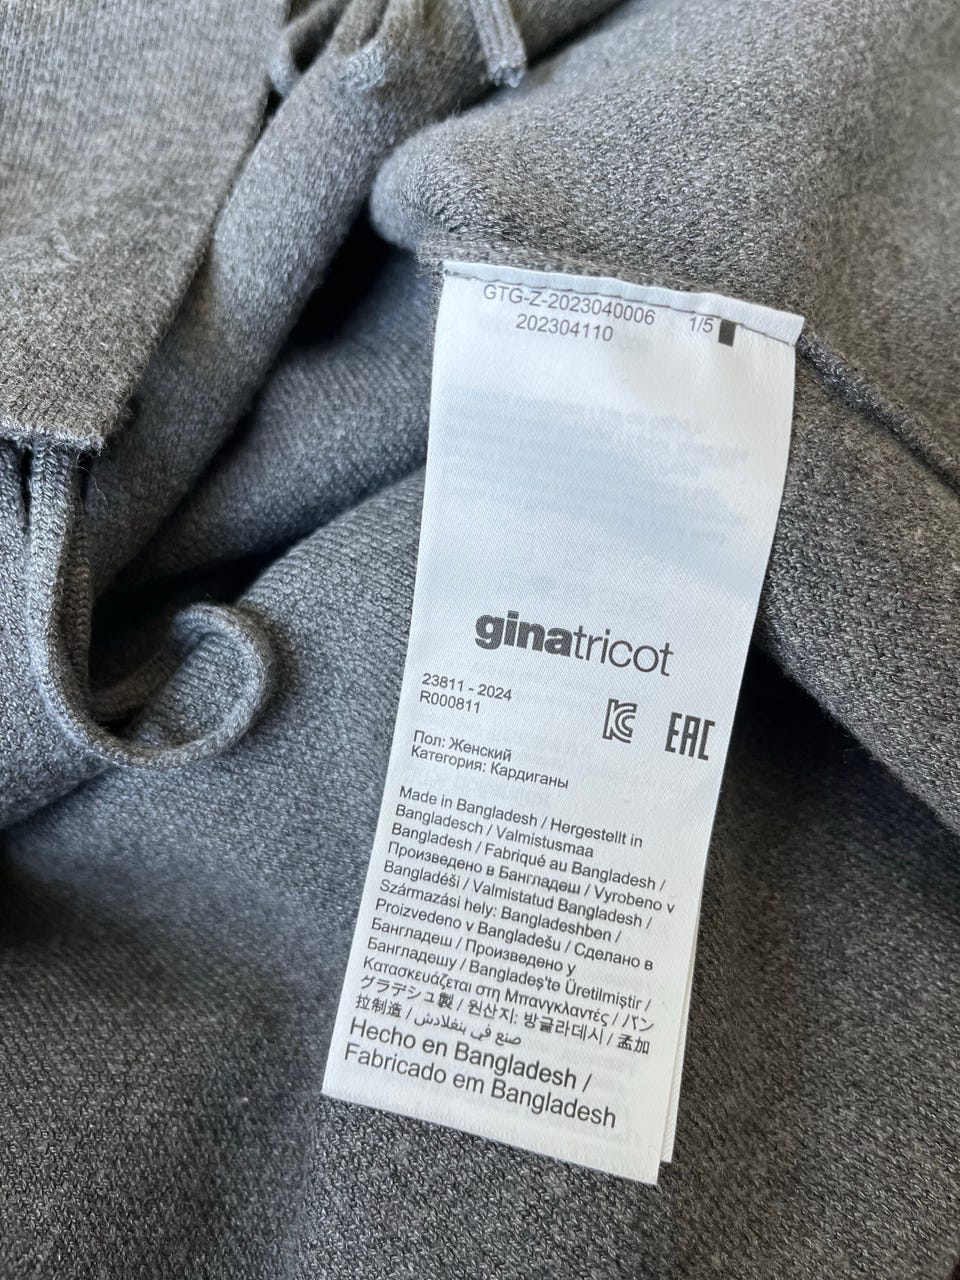 GTG-Z-2023040006 1/5
202304110
ginatricot
23811 - 2024
R000811
EAC
Пол: Женский
Категория: Кардиганы
Made in Bangladesh / Hergestellt in
Bangladesch / Valmistusmaa
Bangladesh / Fabriqué au Bangladesh /
Произведено в Бангладеш / Vyrobeno v
Bangladéši / Valmistatud Bangladesh /
Származási hely: Bangladeshben /
Proizvedeno v Bangladešu / Сделано в
Бангладеш / Произведено у
Бангладешу / Bangladeş'te Üretilmiştir /
Κατασκευάζεται στη Μπανγκλαντές / バン
グラデシュ製 / 원산지: 방글라데시 / 孟加
拉制造 / صنع في بنغلادش
Hecho en Bangladesh /
Fabricado em Bangladesh